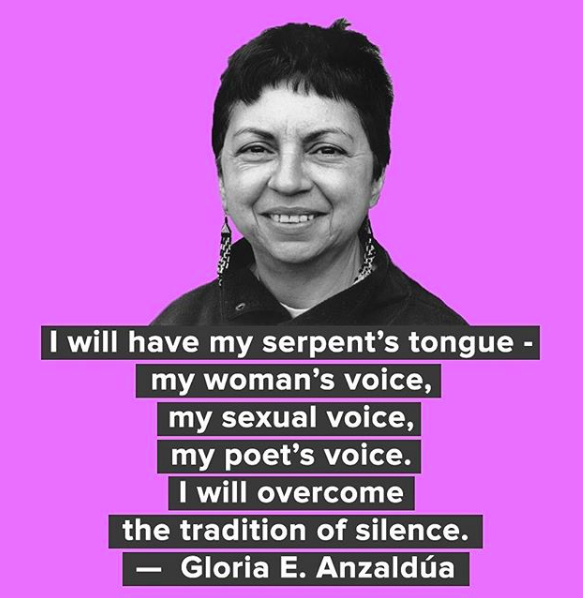 I will have my serpent’s tongue -
my woman’s voice,
my sexual voice,
my poet’s voice.
I will overcome
the tradition of silence.
— Gloria E. Anzaldúa